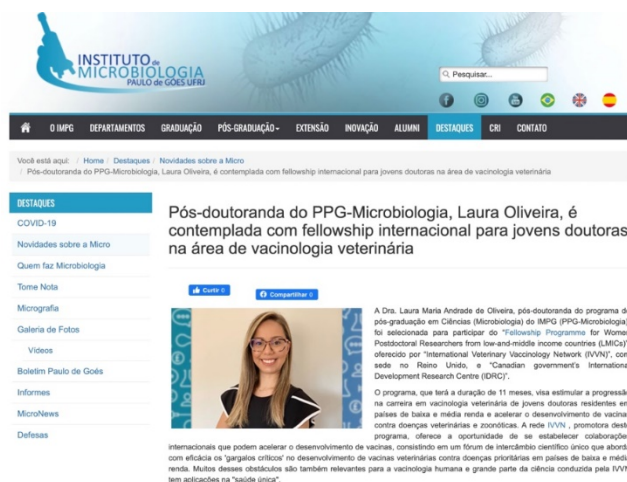 INSTITUTO de
MICROBIOLOGIA
PAULO de GÓES UFRJ
Pesquisar...
O IMPG DEPARTAMENTOS GRADUAÇÃO PÓS-GRADUAÇÃO EXTENSÃO INOVAÇÃO ALUMNI DESTAQUES CRI CONTATO
Você está aqui: / Home / Destaques / Novidades sobre a Micro
/ Pós-doutoranda do PPG-Microbiologia, Laura Oliveira, é contemplada com fellowship internacional para jovens doutoras na área de vacinologia veterinária
DESTAQUES
COVID-19
Novidades sobre a Micro
Quem faz Microbiologia
Tome Nota
Micrografia
Galeria de Fotos
Vídeos
Boletim Paulo de Goés
Informes
MicroNews
Defesas
Pós-doutoranda do PPG-Microbiologia, Laura Oliveira, é
contemplada com fellowship internacional para jovens doutoras
na área de vacinologia veterinária
Curtir 0 Compartilhar 0
A Dra. Laura Maria Andrade de Oliveira, pós-doutoranda do programa de
pós-graduação em Ciências (Microbiologia) do IMPG (PPG-Microbiologia)
foi selecionada para participar do "Fellowship Programme for Women
Postdoctoral Researchers from low-and-middle income countries (LMICs)"
oferecido por "International Veterinary Vaccinology Network (IVVN)", com
sede no Reino Unido, e "Canadian government's International
Development Research Centre (IDRC)".
O programa, que terá a duração de 11 meses, visa estimular a progressão
na carreira em vacinologia veterinária de jovens doutoras residentes em
países de baixa e média renda e acelerar o desenvolvimento de vacinas
contra doenças veterinárias e zoonóticas. A rede IVVN , promotora deste
programa, oferece a oportunidade de se estabelecer colaborações
internacionais que podem acelerar o desenvolvimento de vacinas, consistindo em um fórum de intercâmbio científico único que aborda
com eficácia os 'gargalos críticos' no desenvolvimento de vacinas veterinárias contra doenças prioritárias em países de baixa e média
renda. Muitos desses obstáculos são também relevantes para a vacinologia humana e grande parte da ciência conduzida pela IVVN
tem aplicações na "saúde única".